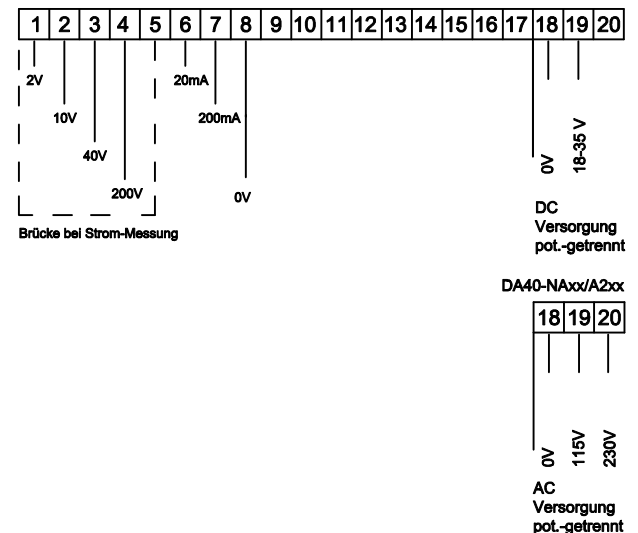 1 2 3 4 5 6 7 8 9 10 11 12 13 14 15 16 17 18 19 20
2V
20mA
10V
200mA
40V
200V
0V
0V
18-35 V
Brücke bei Strom-Messung
DC
Versorgung
pot.-getrennt
DA40-NAxx/A2xx
18 19 20
0V
115V
230V
AC
Versorgung
pot.-getrennt